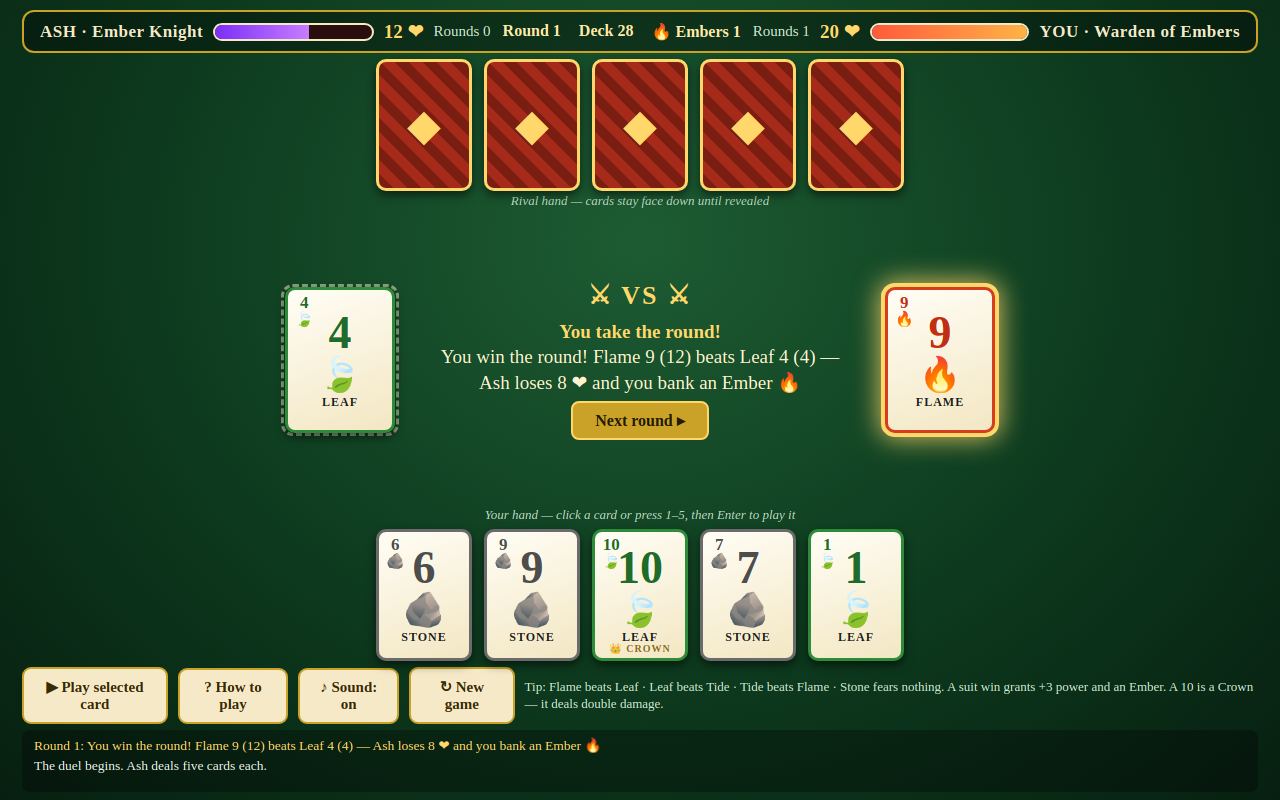 ASH · Ember Knight 12 ❤ Rounds 0 Round 1 Deck 28 🔥 Embers 1 Rounds 1 20 ❤ YOU · Warden of Embers
Rival hand — cards stay face down until revealed
4
4
LEAF
⚔ VS ⚔
You take the round!
You win the round! Flame 9 (12) beats Leaf 4 (4) —
Ash loses 8 ❤ and you bank an Ember 🔥
Next round ▸
9
9
FLAME
Your hand — click a card or press 1–5, then Enter to play it
6
6
STONE
9
9
STONE
10
10
LEAF
👑 CROWN
7
7
STONE
1
1
LEAF
▶ Play selected
card
? How to
play
♪ Sound:
on
↻ New
game
Tip: Flame beats Leaf · Leaf beats Tide · Tide beats Flame · Stone fears nothing. A suit win grants +3 power and an Ember. A 10 is a Crown
— it deals double damage.
Round 1: You win the round! Flame 9 (12) beats Leaf 4 (4) — Ash loses 8 ❤ and you bank an Ember 🔥
The duel begins. Ash deals five cards each.